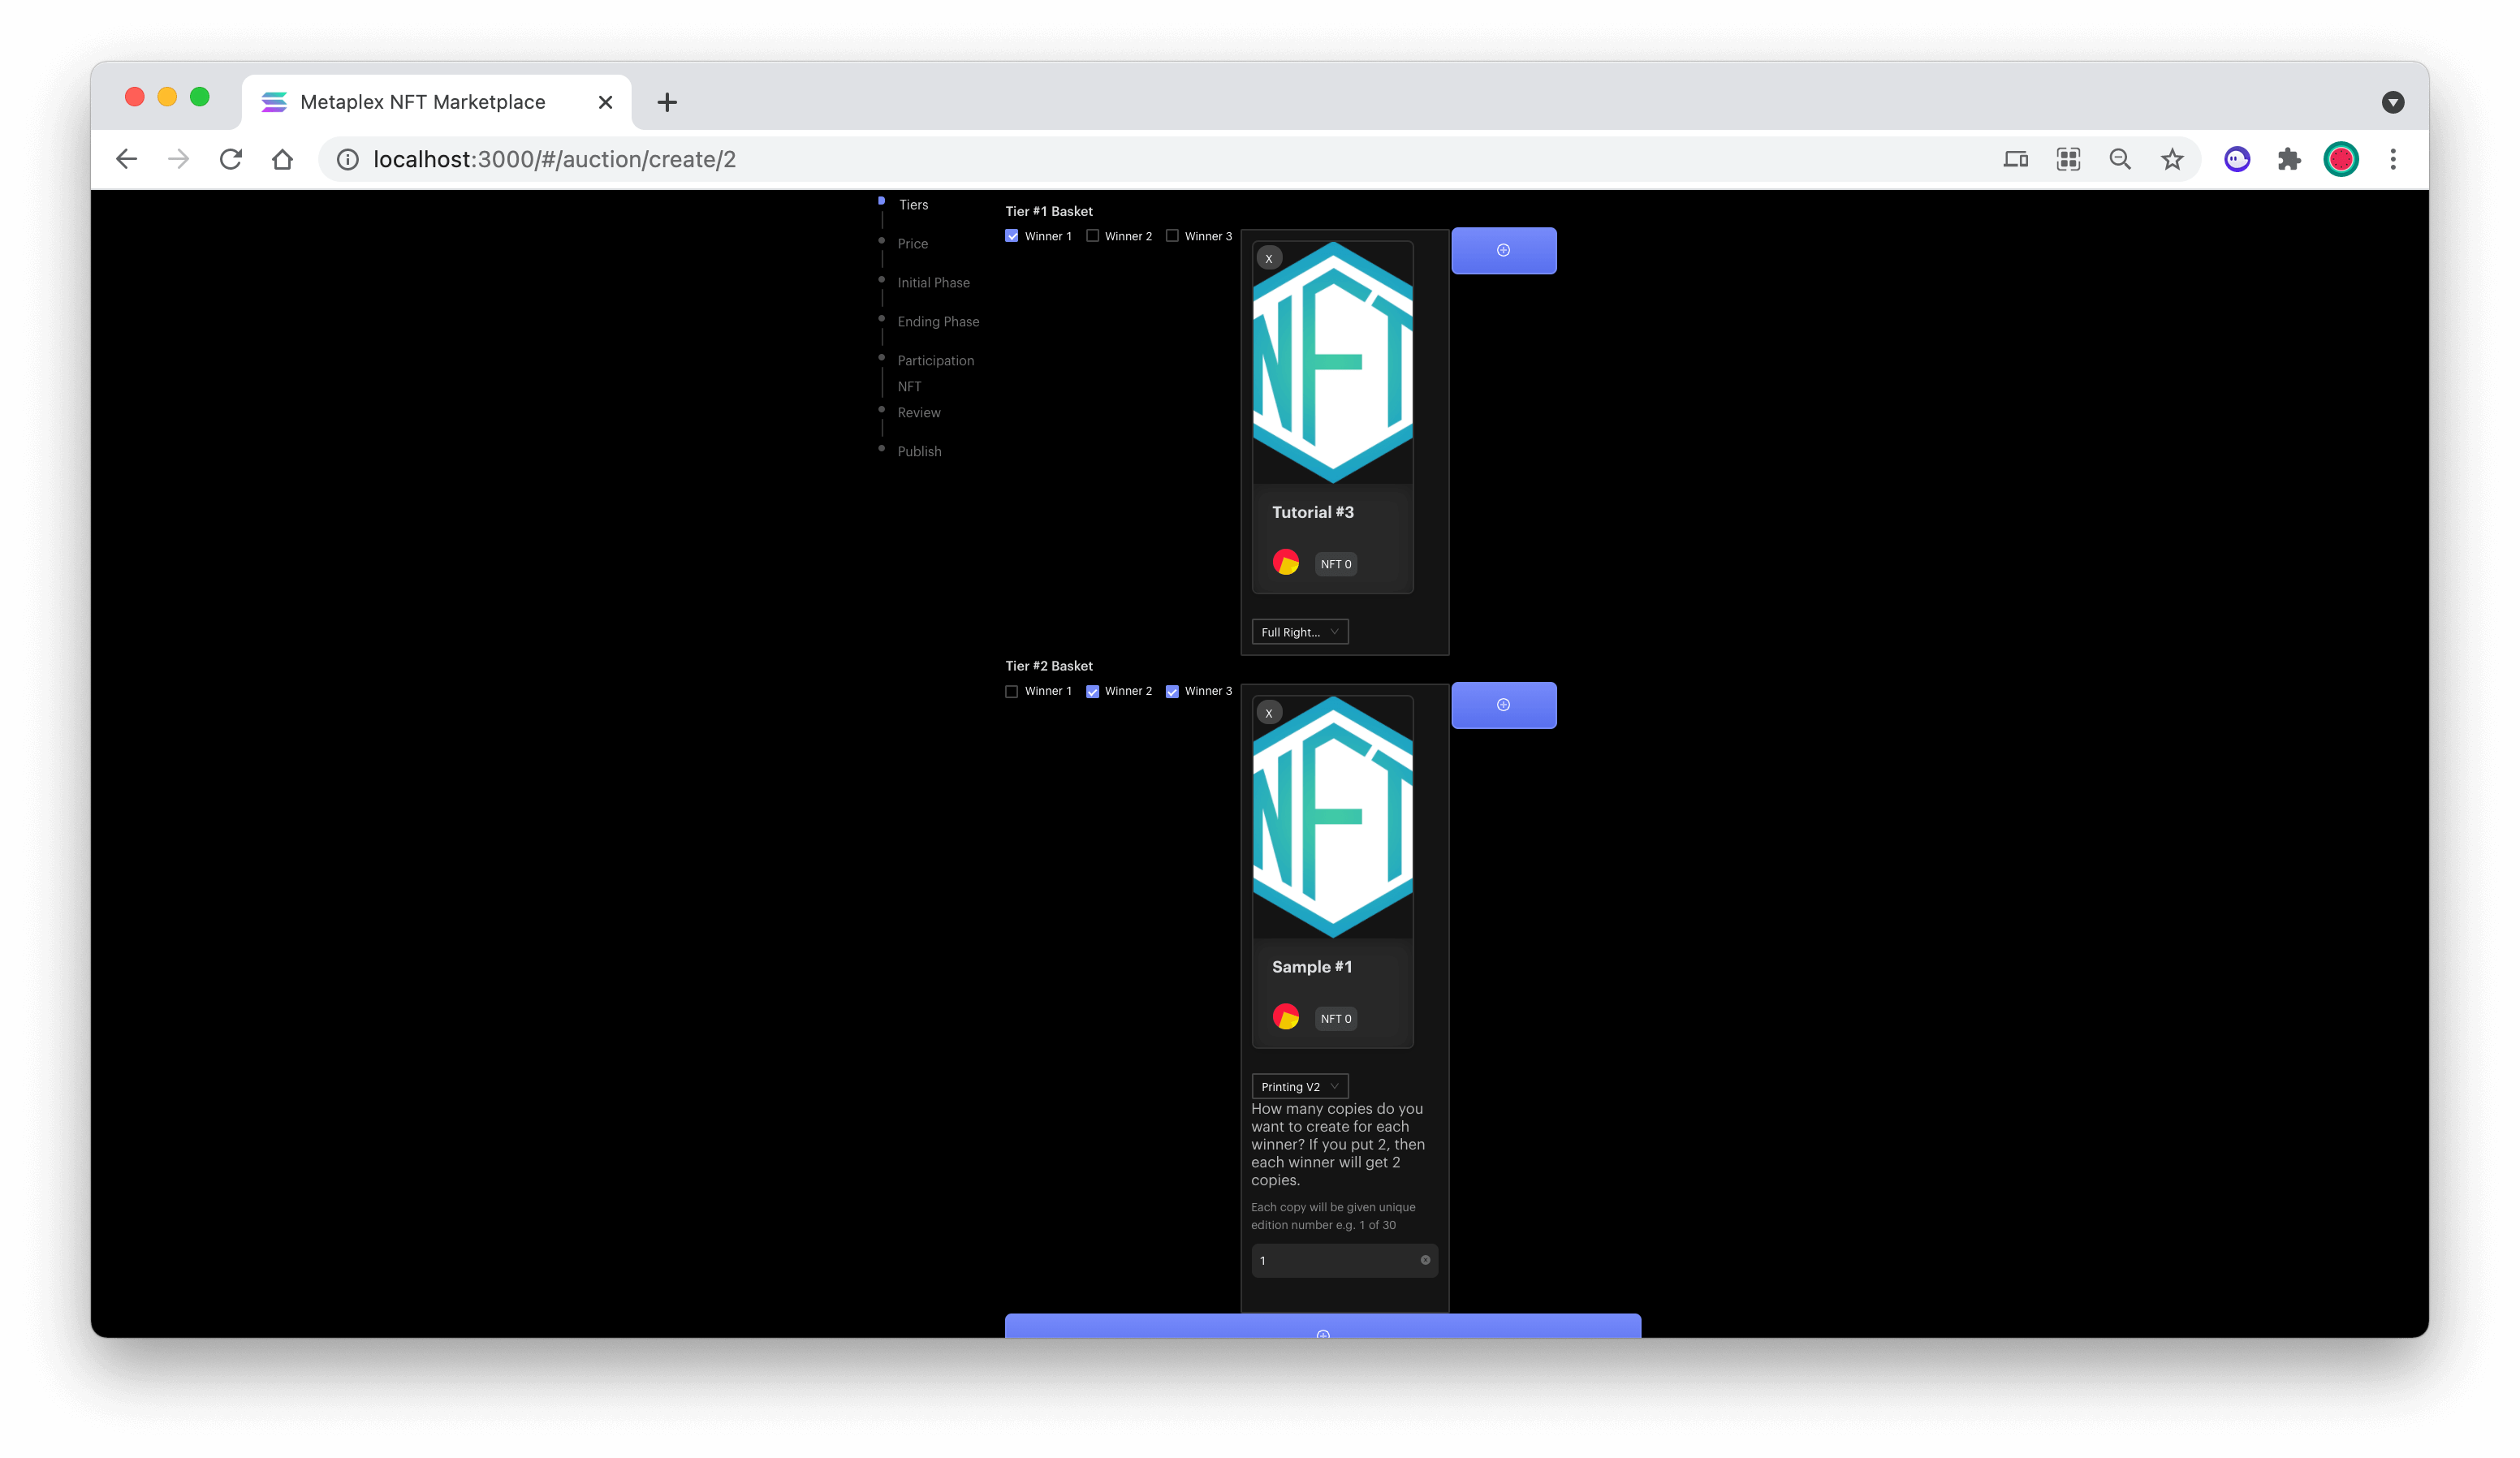 Metaplex NFT Marketplace
localhost:3000/#/auction/create/2
Tiers
Price
Initial Phase
Ending Phase
Participation
NFT
Review
Publish
Tier #1 Basket
Winner 1 Winner 2 Winner 3
X
NFT
Tutorial #3
NFT 0
Full Right...
Tier #2 Basket
Winner 1 Winner 2 Winner 3
X
NFT
Sample #1
NFT 0
Printing V2
How many copies do you
want to create for each
winner? If you put 2, then
each winner will get 2
copies.
Each copy will be given unique
edition number e.g. 1 of 30
1